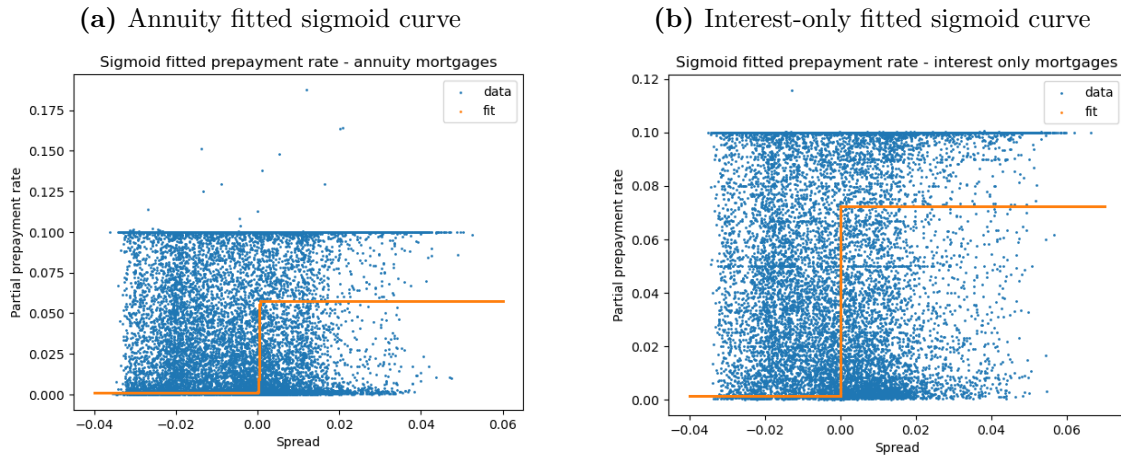 (a) Annuity fitted sigmoid curve
Sigmoid fitted prepayment rate - annuity mortgages
data
fit
Partial prepayment rate
0.175
0.150
0.125
0.100
0.075
0.050
0.025
0.000
−0.04 −0.02 0.00 0.02 0.04 0.06
Spread
(b) Interest-only fitted sigmoid curve
Sigmoid fitted prepayment rate - interest only mortgages
data
fit
Partial prepayment rate
0.12
0.10
0.08
0.06
0.04
0.02
0.00
−0.04 −0.02 0.00 0.02 0.04 0.06
Spread